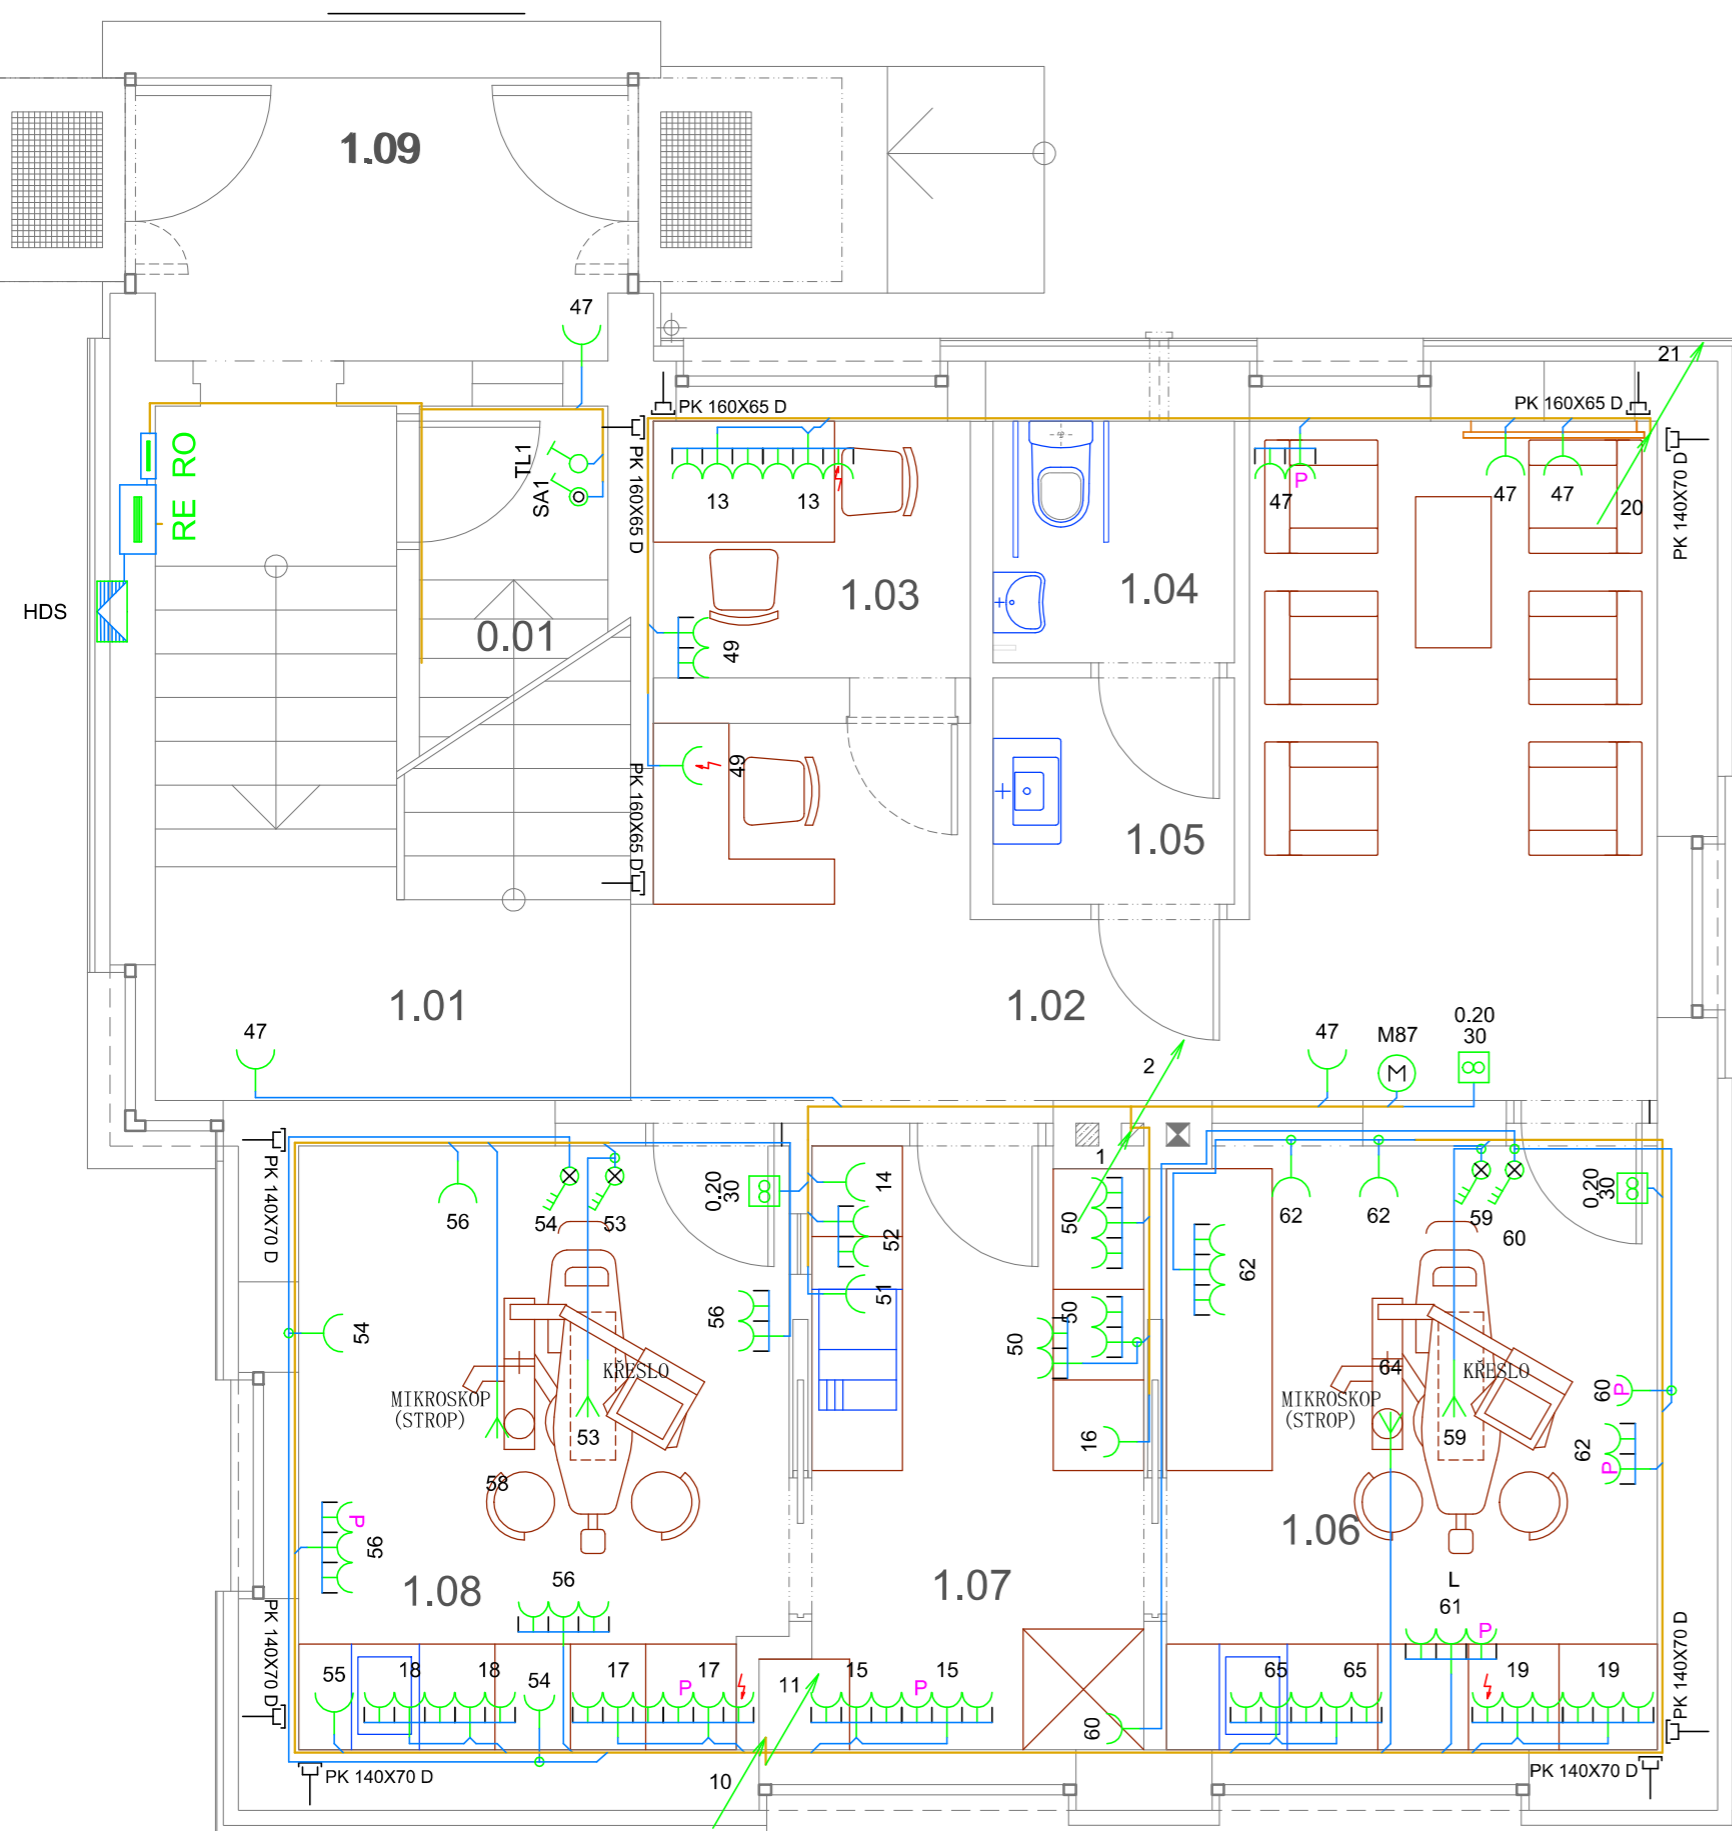 1.09
47
21
PK 160X65 D
PK 160X65 D
RE RO
TL1
SA1
PK 160X65 D
13
13
P
47
47
47
20
PK 140X70 D
HDS
0.01
1.03
1.04
49
49
PK 160X65 D
1.05
1.01
1.02
47
2
47
M87
M
0.20
30
PK 140X70 D
56
54
53
0.20
30
14
52
51
1
50
50
50
16
62
62
62
59
60
0.20
30
54
56
MIKROSKOP
(STROP)
KŘESLO
53
58
64
MIKROSKOP
(STROP)
KŘESLO
59
60
P
62
P
P
56
56
1.08
1.07
1.06
L
61
P
PK 140X70 D
55
18
18
54
17
P
17
11
15
P
15
60
65
65
19
19
PK 140X70 D
PK 140X70 D
10
PK 140X70 D